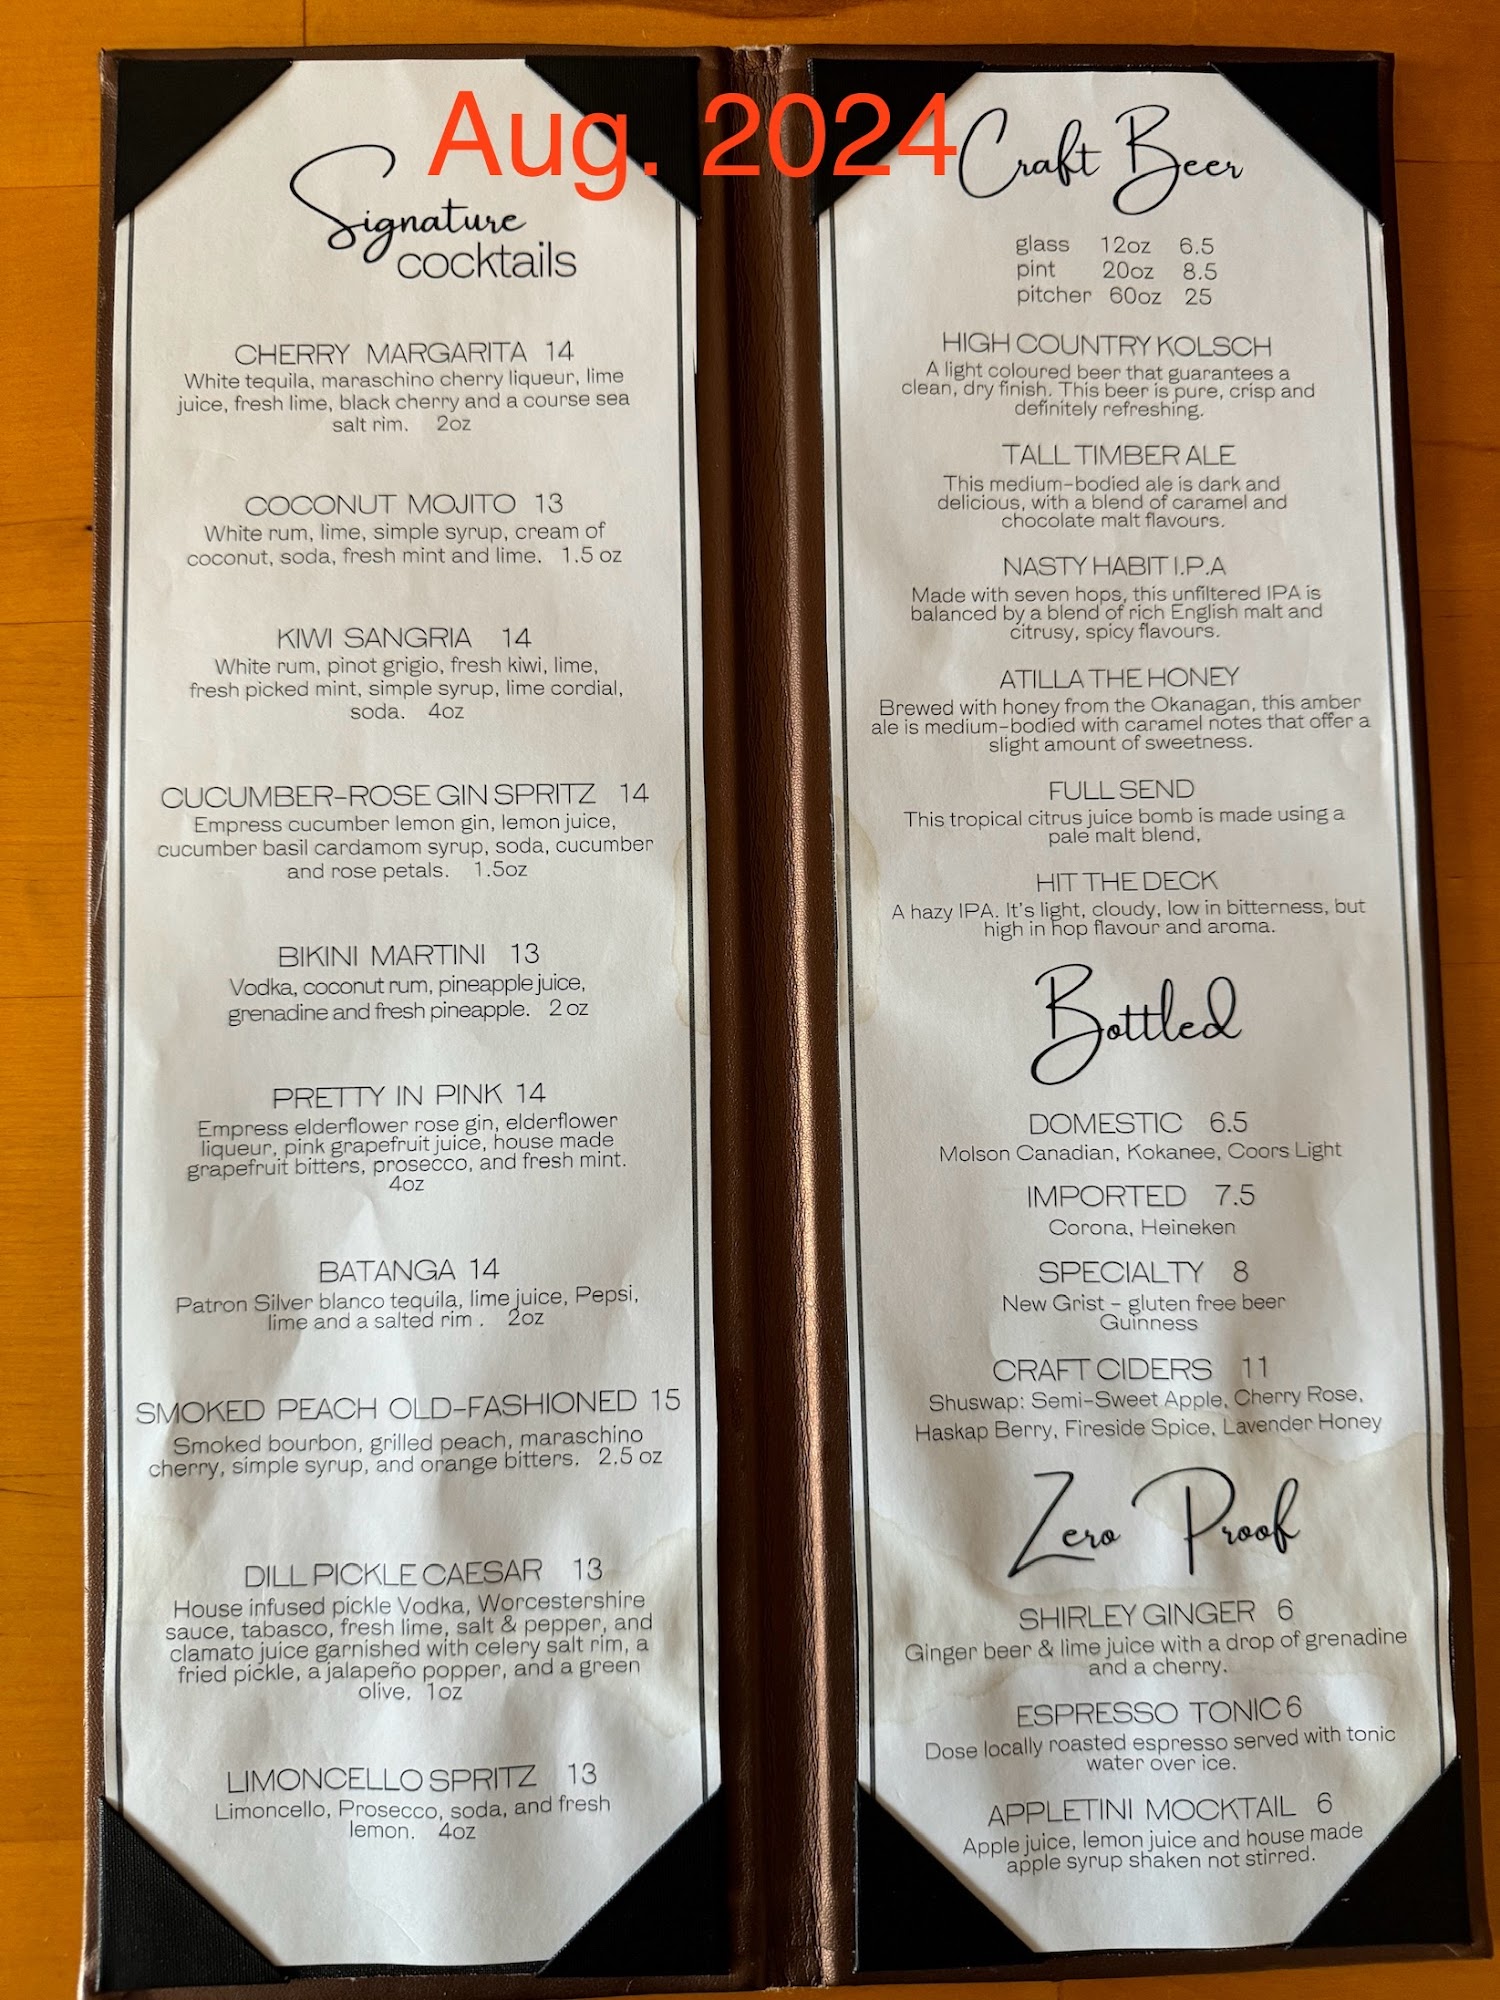 Aug. 2024
Signature
cocktails
CHERRY MARGARITA 14
White tequila, maraschino cherry liqueur, lime
juice, fresh lime, black cherry and a course sea
salt rim. 2oz
COCONUT MOJITO 13
White rum, lime, simple syrup, cream of
coconut, soda, fresh mint and lime. 1.5 oz
KIWI SANGRIA 14
White rum, pinot grigio, fresh kiwi, lime,
fresh picked mint, simple syrup, lime cordial,
soda. 4oz
CUCUMBER-ROSE GIN SPRITZ 14
Empress cucumber lemon gin, lemon juice,
cucumber basil cardamom syrup, soda, cucumber
and rose petals. 1.5oz
BIKINI MARTINI 13
Vodka, coconut rum, pineapple juice,
grenadine and fresh pineapple. 2 oz
PRETTY IN PINK 14
Empress elderflower rose gin, elderflower
liqueur, pink grapefruit juice, house made
grapefruit bitters, prosecco, and fresh mint.
4oz
BATANGA 14
Patron Silver blanco tequila, lime juice, Pepsi,
lime and a salted rim . 2oz
SMOKED PEACH OLD-FASHIONED 15
Smoked bourbon, grilled peach, maraschino
cherry, simple syrup, and orange bitters. 2.5 oz
DILL PICKLE CAESAR 13
House infused pickle Vodka, Worcestershire
sauce, tabasco, fresh lime, salt & pepper, and
clamato juice garnished with celery salt rim, a
fried pickle, a jalapeño popper, and a green
olive. 1oz
LIMONCELLO SPRITZ 13
Limoncello, Prosecco, soda, and fresh
lemon. 4oz
Craft Beer
glass 12oz 6.5
pint 20oz 8.5
pitcher 60oz 25
HIGH COUNTRY KOLSCH
A light coloured beer that guarantees a
clean, dry finish. This beer is pure, crisp and
definitely refreshing.
TALL TIMBER ALE
This medium-bodied ale is dark and
delicious, with a blend of caramel and
chocolate malt flavours.
NASTY HABIT I.P.A
Made with seven hops, this unfiltered IPA is
balanced by a blend of rich English malt and
citrusy, spicy flavours.
ATILLA THE HONEY
Brewed with honey from the Okanagan, this amber
ale is medium-bodied with caramel notes that offer a
slight amount of sweetness.
FULL SEND
This tropical citrus juice bomb is made using a
pale malt blend,
HIT THE DECK
A hazy IPA. It's light, cloudy, low in bitterness, but
high in hop flavour and aroma.
Bottled
DOMESTIC 6.5
Molson Canadian, Kokanee, Coors Light
IMPORTED 7.5
Corona, Heineken
SPECIALTY 8
New Grist - gluten free beer
Guinness
CRAFT CIDERS 11
Shuswap: Semi-Sweet Apple, Cherry Rose,
Haskap Berry, Fireside Spice, Lavender Honey
Zero Proof
SHIRLEY GINGER 6
Ginger beer & lime juice with a drop of grenadine
and a cherry.
ESPRESSO TONIC 6
Dose locally roasted espresso served with tonic
water over ice.
APPLETINI MOCKTAIL 6
Apple juice, lemon juice and house made
apple syrup shaken not stirred.